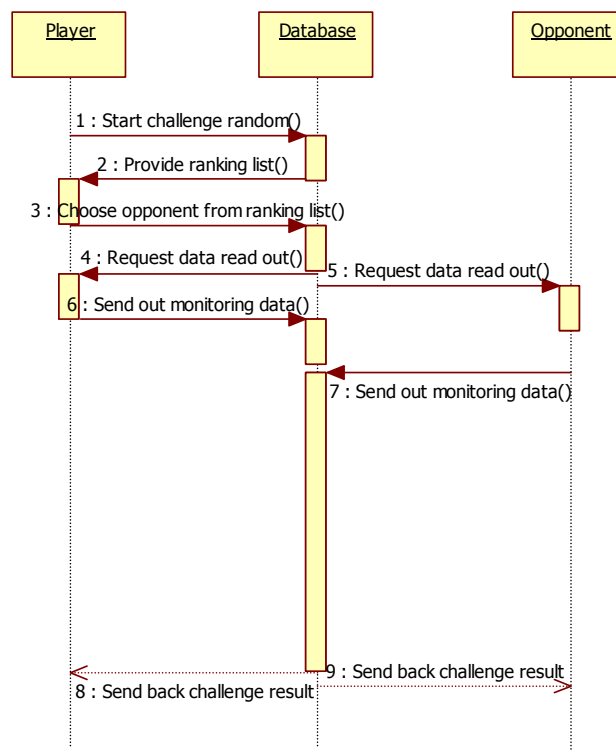 Player
Database
Opponent
1 : Start challenge random()
2 : Provide ranking list()
3 : Choose opponent from ranking list()
4 : Request data read out()
5 : Request data read out()
6 : Send out monitoring data()
7 : Send out monitoring data()
9 : Send back challenge result
8 : Send back challenge result